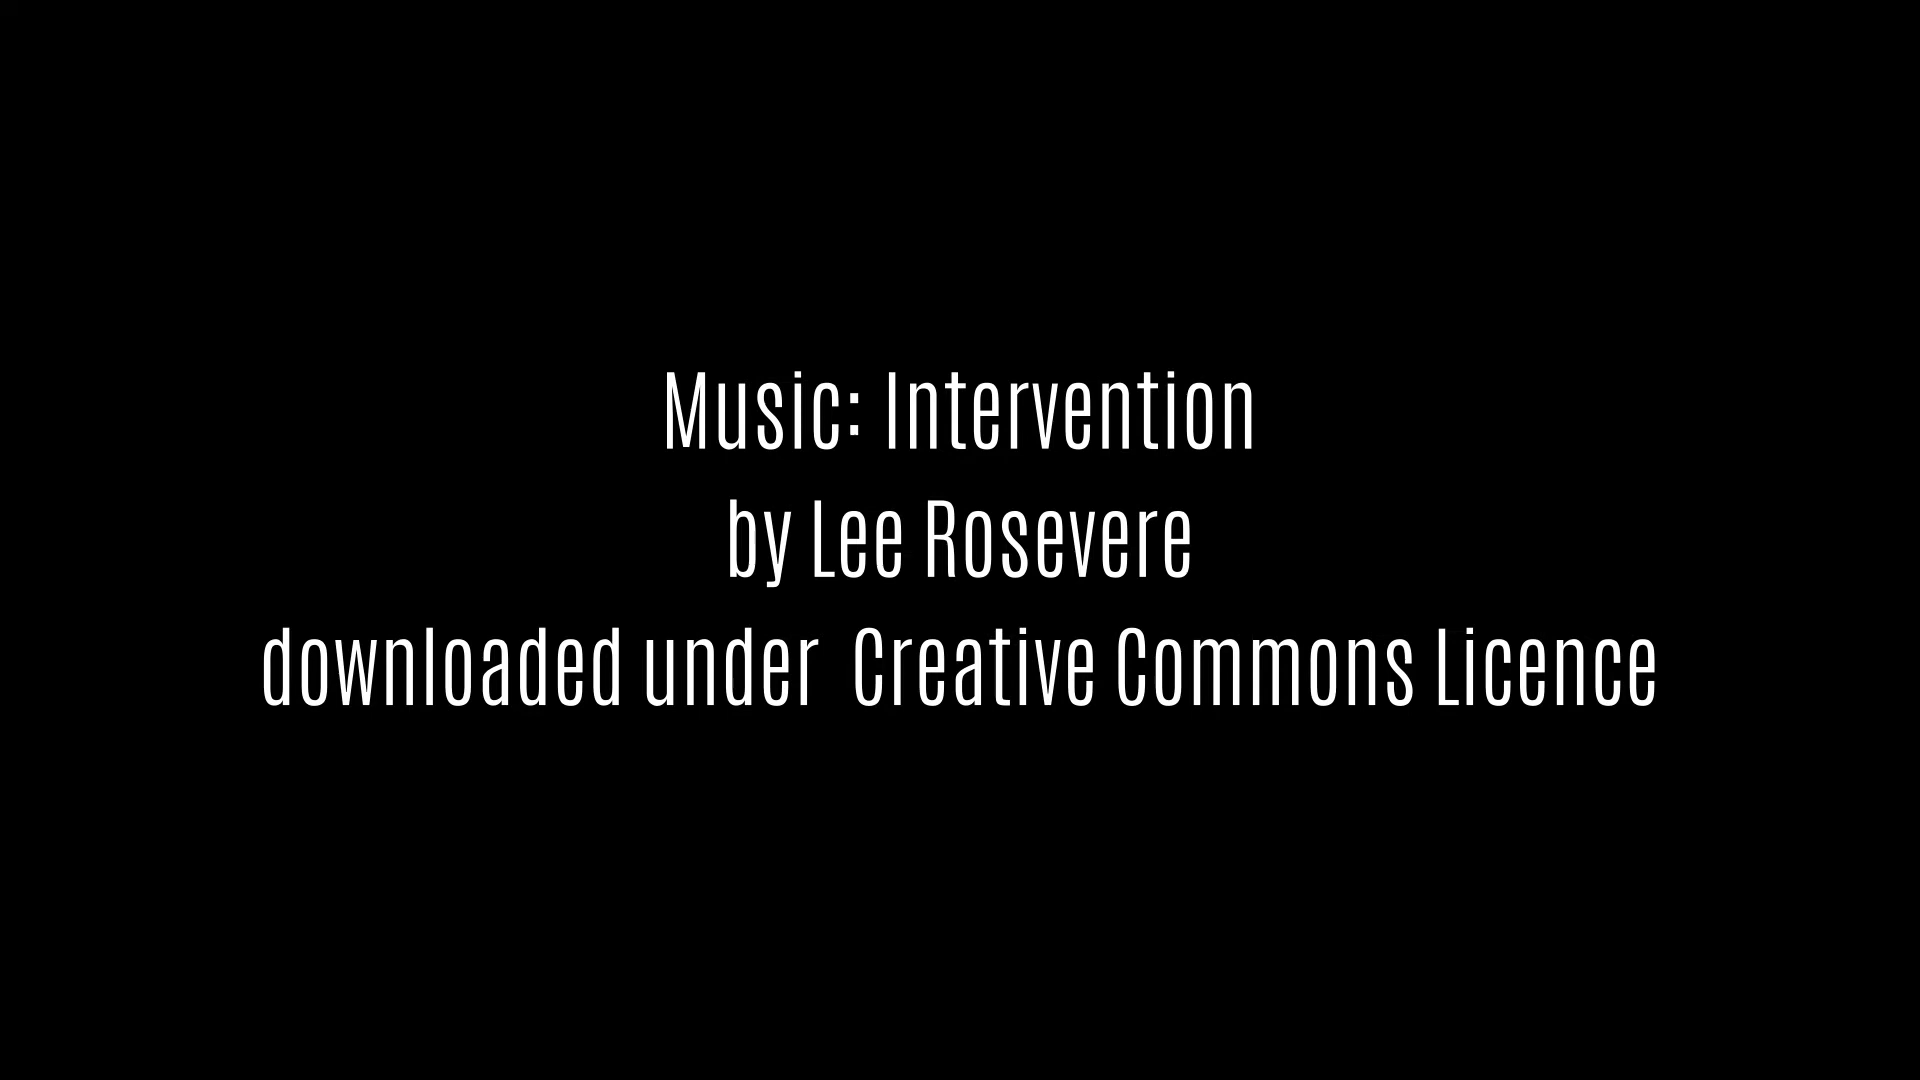 Music: Intervention
by Lee Rosevere
downloaded under  Creative Commons Licence